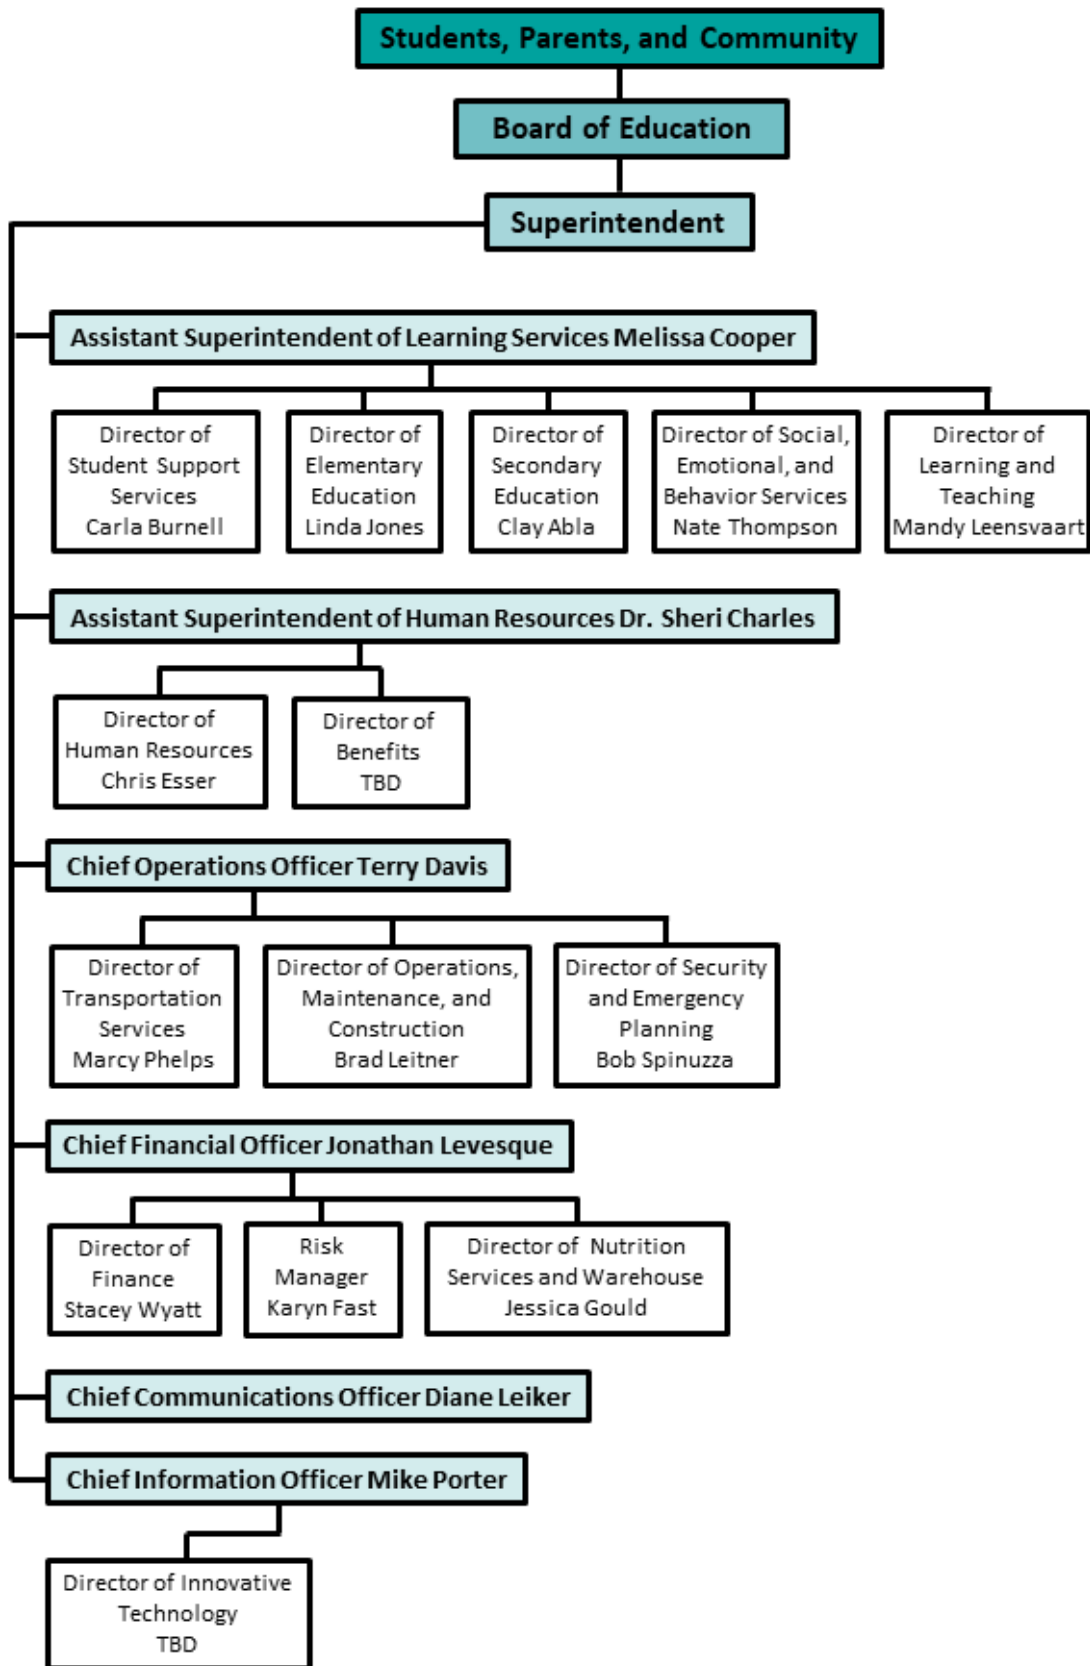 Students, Parents, and Community
Board of Education
Superintendent
Assistant Superintendent of Learning Services Melissa Cooper
Director of
Student Support
Services
Carla Burnell
Director of
Elementary
Education
Linda Jones
Director of
Secondary
Education
Clay Abla
Director of Social,
Emotional, and
Behavior Services
Nate Thompson
Director of
Learning and
Teaching
Mandy Leensvaart
Assistant Superintendent of Human Resources Dr. Sheri Charles
Director of
Human Resources
Chris Esser
Director of
Benefits
TBD
Chief Operations Officer Terry Davis
Director of
Transportation
Services
Marcy Phelps
Director of Operations,
Maintenance, and
Construction
Brad Leitner
Director of Security
and Emergency
Planning
Bob Spinuzza
Chief Financial Officer Jonathan Levesque
Director of
Finance
Stacey Wyatt
Risk
Manager
Karyn Fast
Director of Nutrition
Services and Warehouse
Jessica Gould
Chief Communications Officer Diane Leiker
Chief Information Officer Mike Porter
Director of Innovative
Technology
TBD